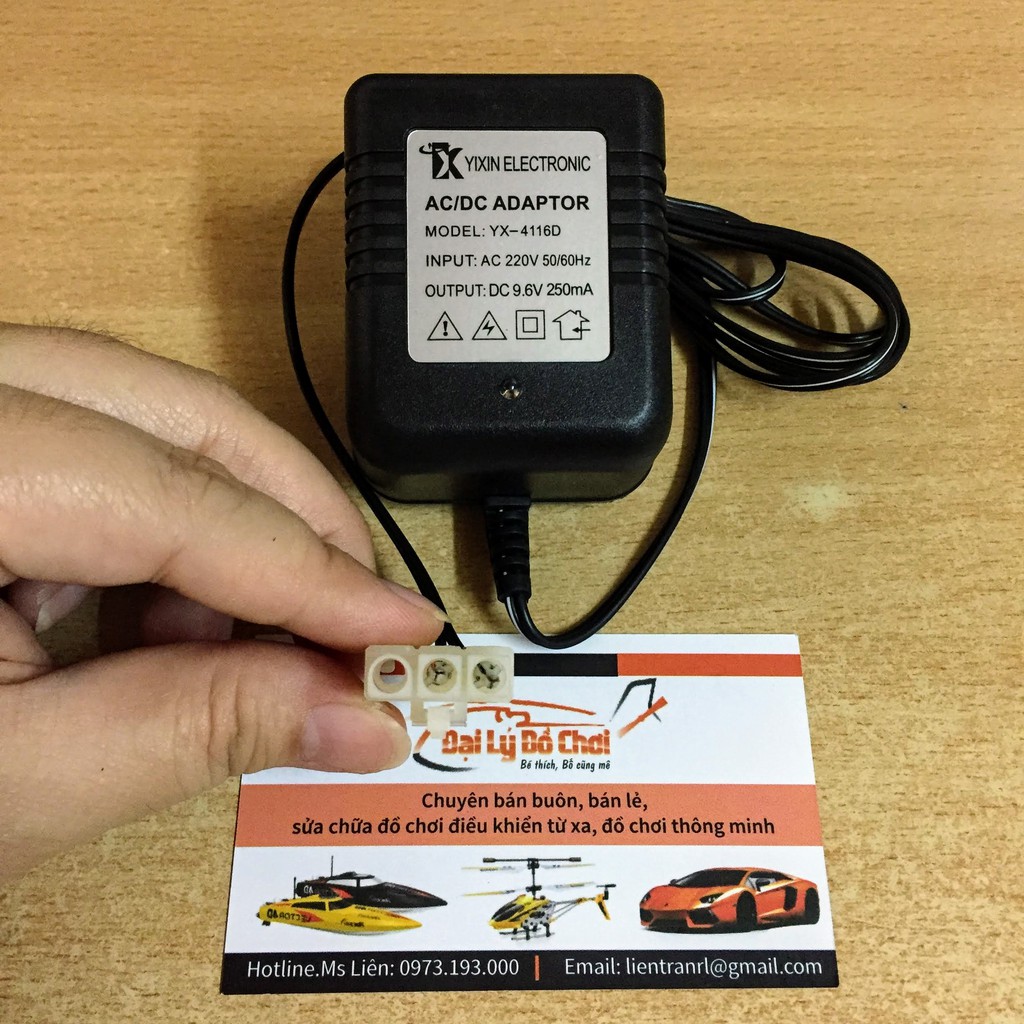 YIXIN ELECTRONIC
AC/DC ADAPTOR
MODEL: YX-4116D
INPUT: AC 220V 50/60Hz
OUTPUT: DC 9.6V 250mA
Đại Lý Đồ Chơi
Bé thích, Bố cũng mê
Chuyên bán buôn, bán lẻ,
sửa chữa đồ chơi điều khiển từ xa, đồ chơi thông minh
Hotline.Ms Liên: 0973.193.000 | Email: lientranrl@gmail.com